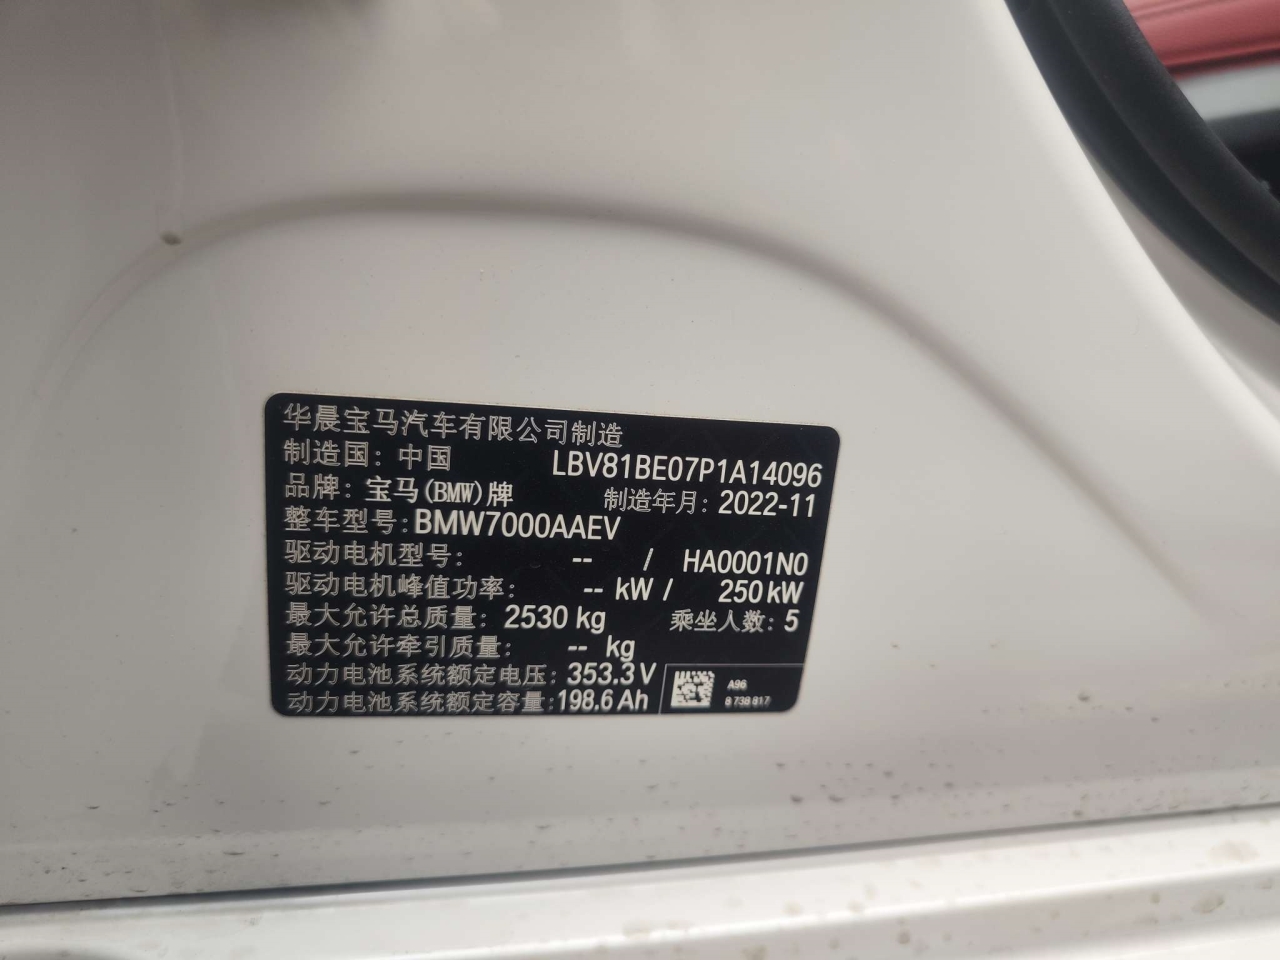 华晨宝马汽车有限公司制造
制造国：中国 LBV81BE07P1A14096
品牌：宝马(BMW)牌 制造年月：2022-11
整车型号：BMW7000AAEV
驱动电机型号： -- / HA0001N0
驱动电机峰值功率： -- kW / 250 kW
最大允许总质量：2530 kg 乘坐人数：5
最大允许牵引质量： -- kg
动力电池系统额定电压：353.3 V
动力电池系统额定容量：198.6 Ah
A96
8 738 817